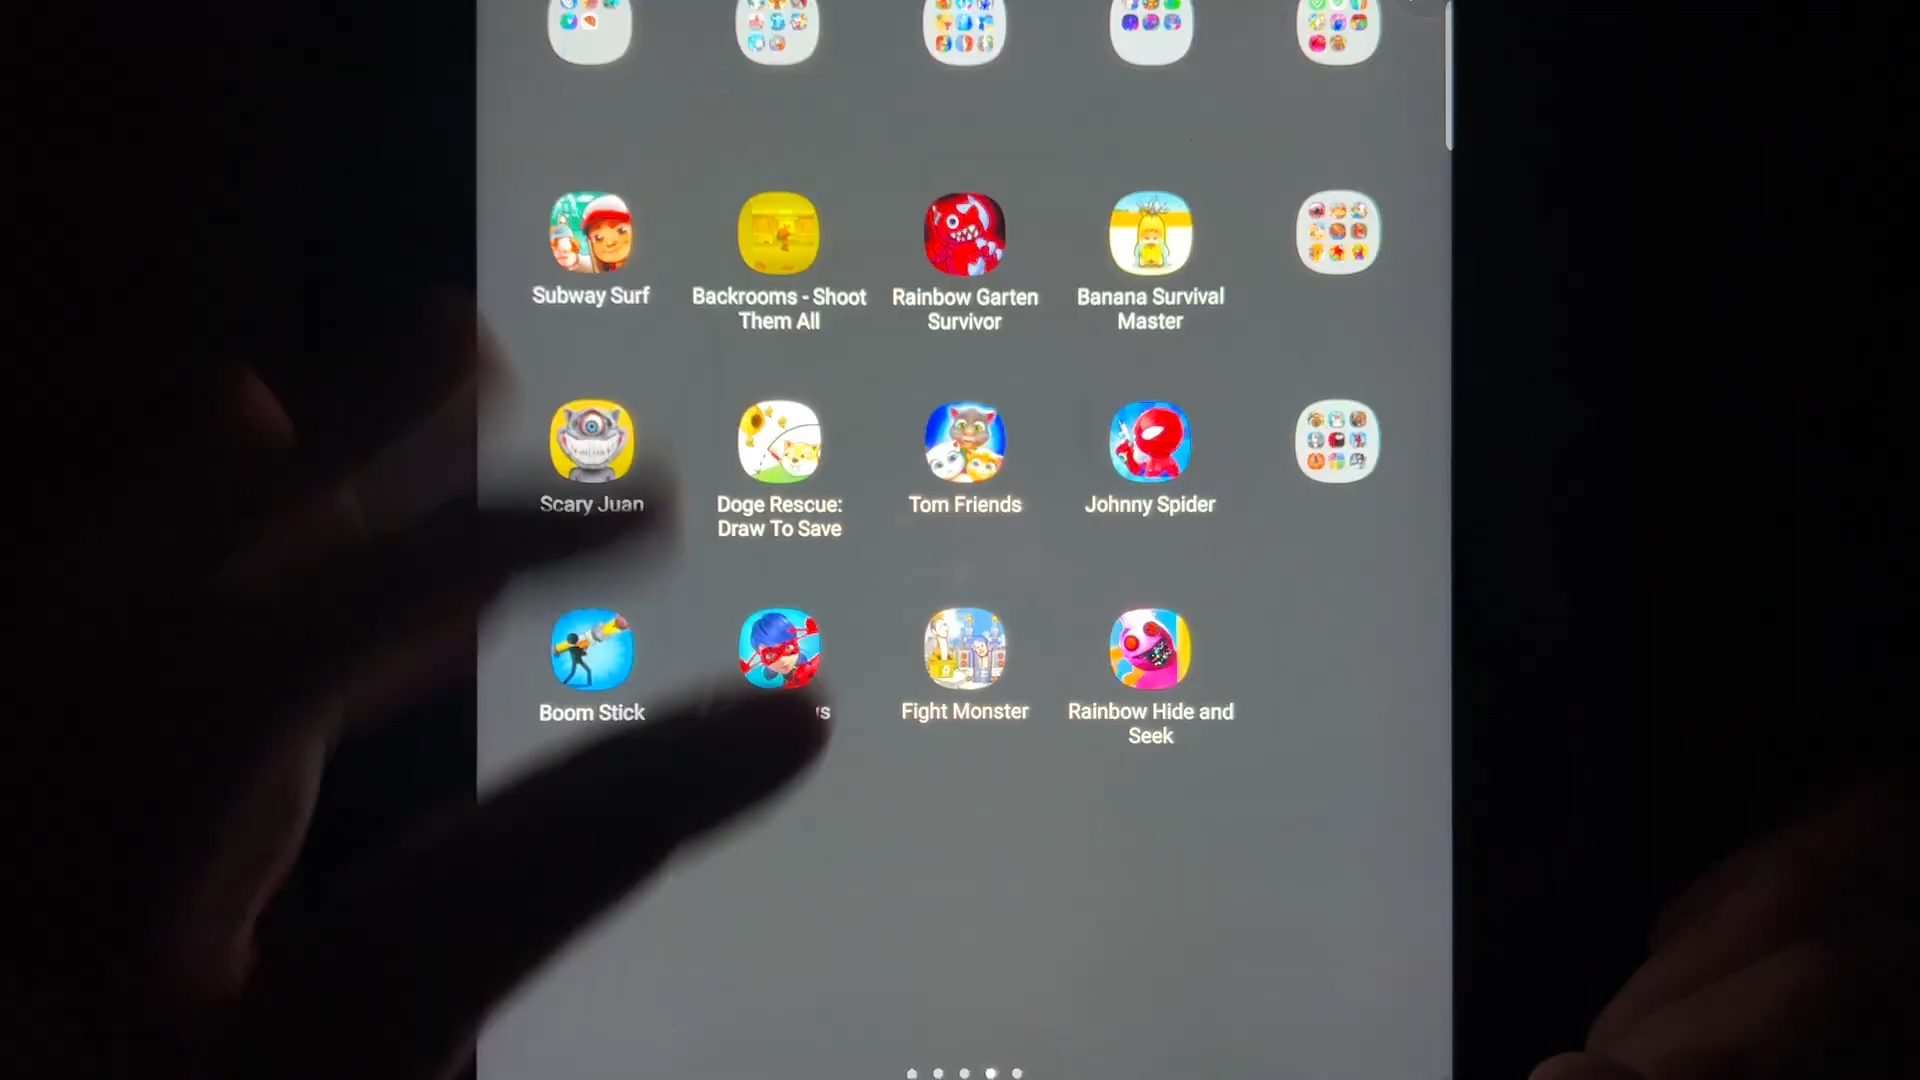 Subway Surf
Backrooms - Shoot
Them All
Rainbow Garten
Survivor
Banana Survival
Master
Scary Juan
Doge Rescue:
Draw To Save
Tom Friends
Johnny Spider
Boom Stick
Fight Monster
Rainbow Hide and
Seek